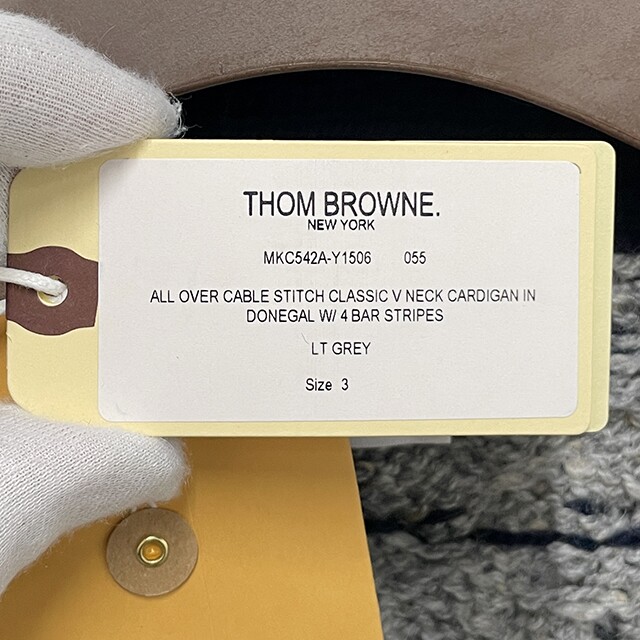 THOM BROWNE.
NEW YORK
MKC542A-Y1506 055
ALL OVER CABLE STITCH CLASSIC V NECK CARDIGAN IN
DONEGAL W/ 4 BAR STRIPES
LT GREY
Size 3